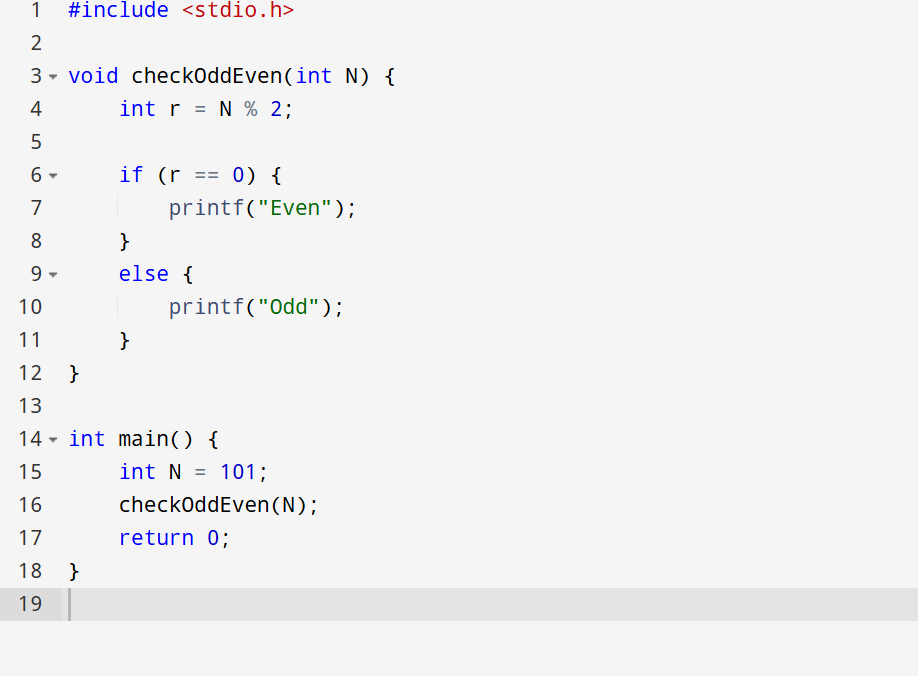 1 #include <stdio.h>
2
3 void checkOddEven(int N) {
4     int r = N % 2;
5
6     if (r == 0) {
7         printf("Even");
8     }
9     else {
10         printf("Odd");
11     }
12 }
13
14 int main() {
15     int N = 101;
16     checkOddEven(N);
17     return 0;
18 }
19